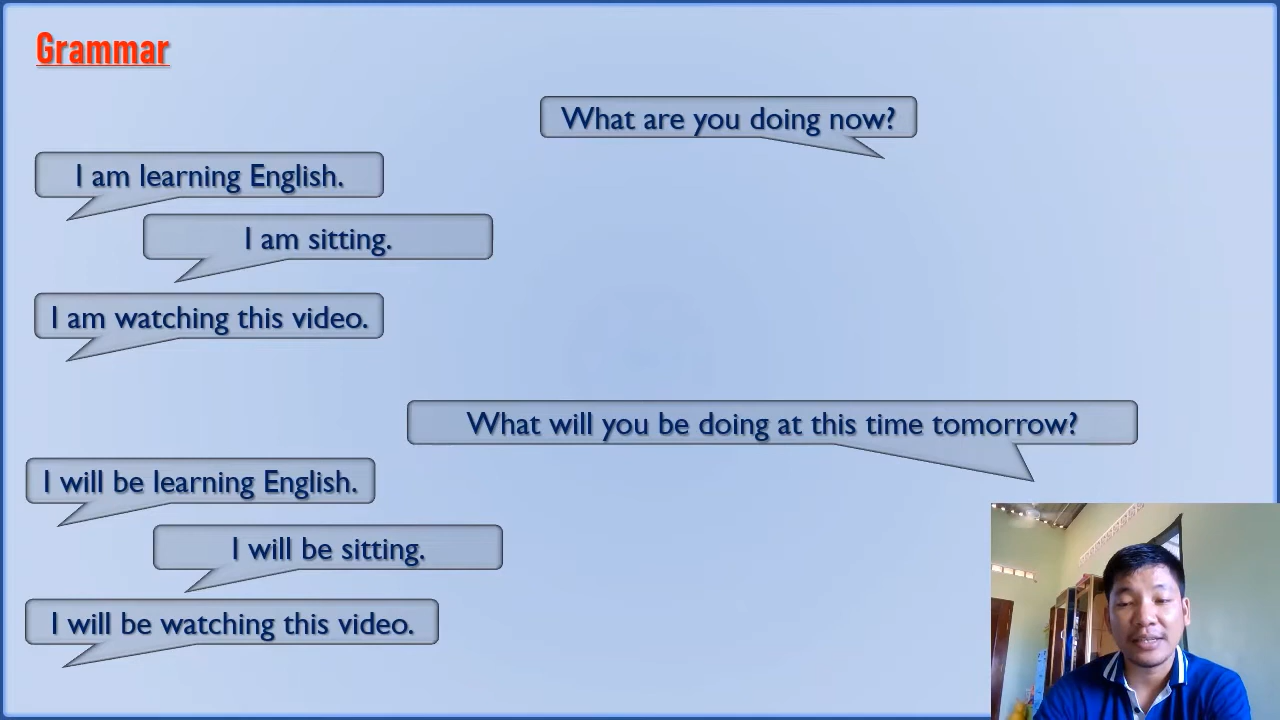 Grammar
What are you doing now?
I am learning English.
I am sitting.
I am watching this video.
What will you be doing at this time tomorrow?
I will be learning English.
I will be sitting.
I will be watching this video.